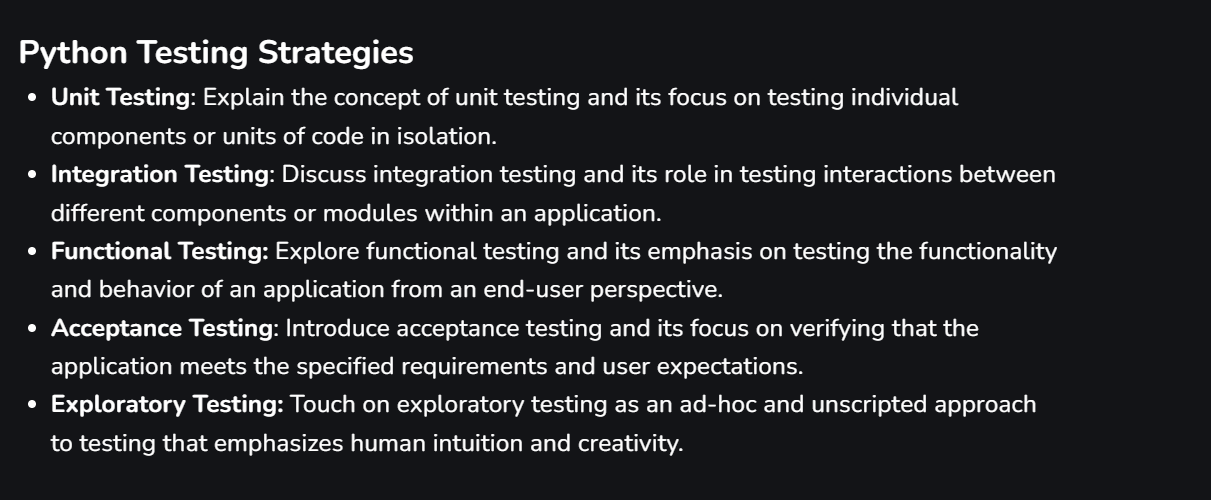 Python Testing Strategies
• Unit Testing: Explain the concept of unit testing and its focus on testing individual
components or units of code in isolation.
• Integration Testing: Discuss integration testing and its role in testing interactions between
different components or modules within an application.
• Functional Testing: Explore functional testing and its emphasis on testing the functionality
and behavior of an application from an end-user perspective.
• Acceptance Testing: Introduce acceptance testing and its focus on verifying that the
application meets the specified requirements and user expectations.
• Exploratory Testing: Touch on exploratory testing as an ad-hoc and unscripted approach
to testing that emphasizes human intuition and creativity.